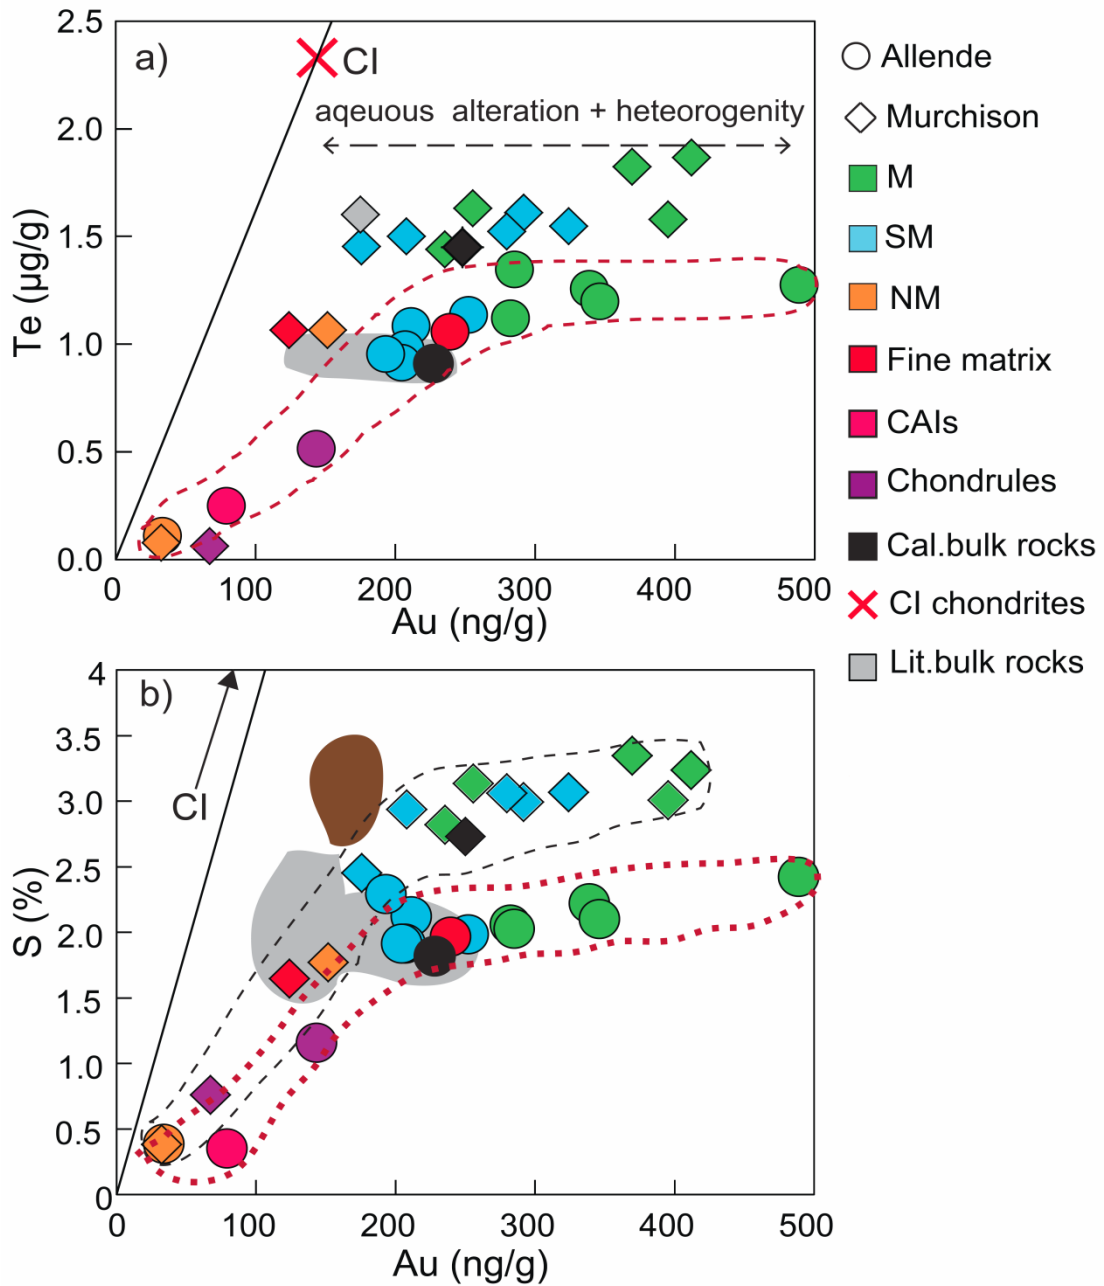 a)
CI
aqeuous alteration + heteorogenity
2.5
2.0
1.5
1.0
0.5
0.0
Te (µg/g)
0 100 200 300 400 500
Au (ng/g)
Allende
Murchison
M
SM
NM
Fine matrix
CAIs
Chondrules
Cal.bulk rocks
CI chondrites
Lit.bulk rocks
b)
CI
4
3.5
3.0
2.5
2.0
1.5
1.0
0.5
0
S (%)
0 100 200 300 400 500
Au (ng/g)